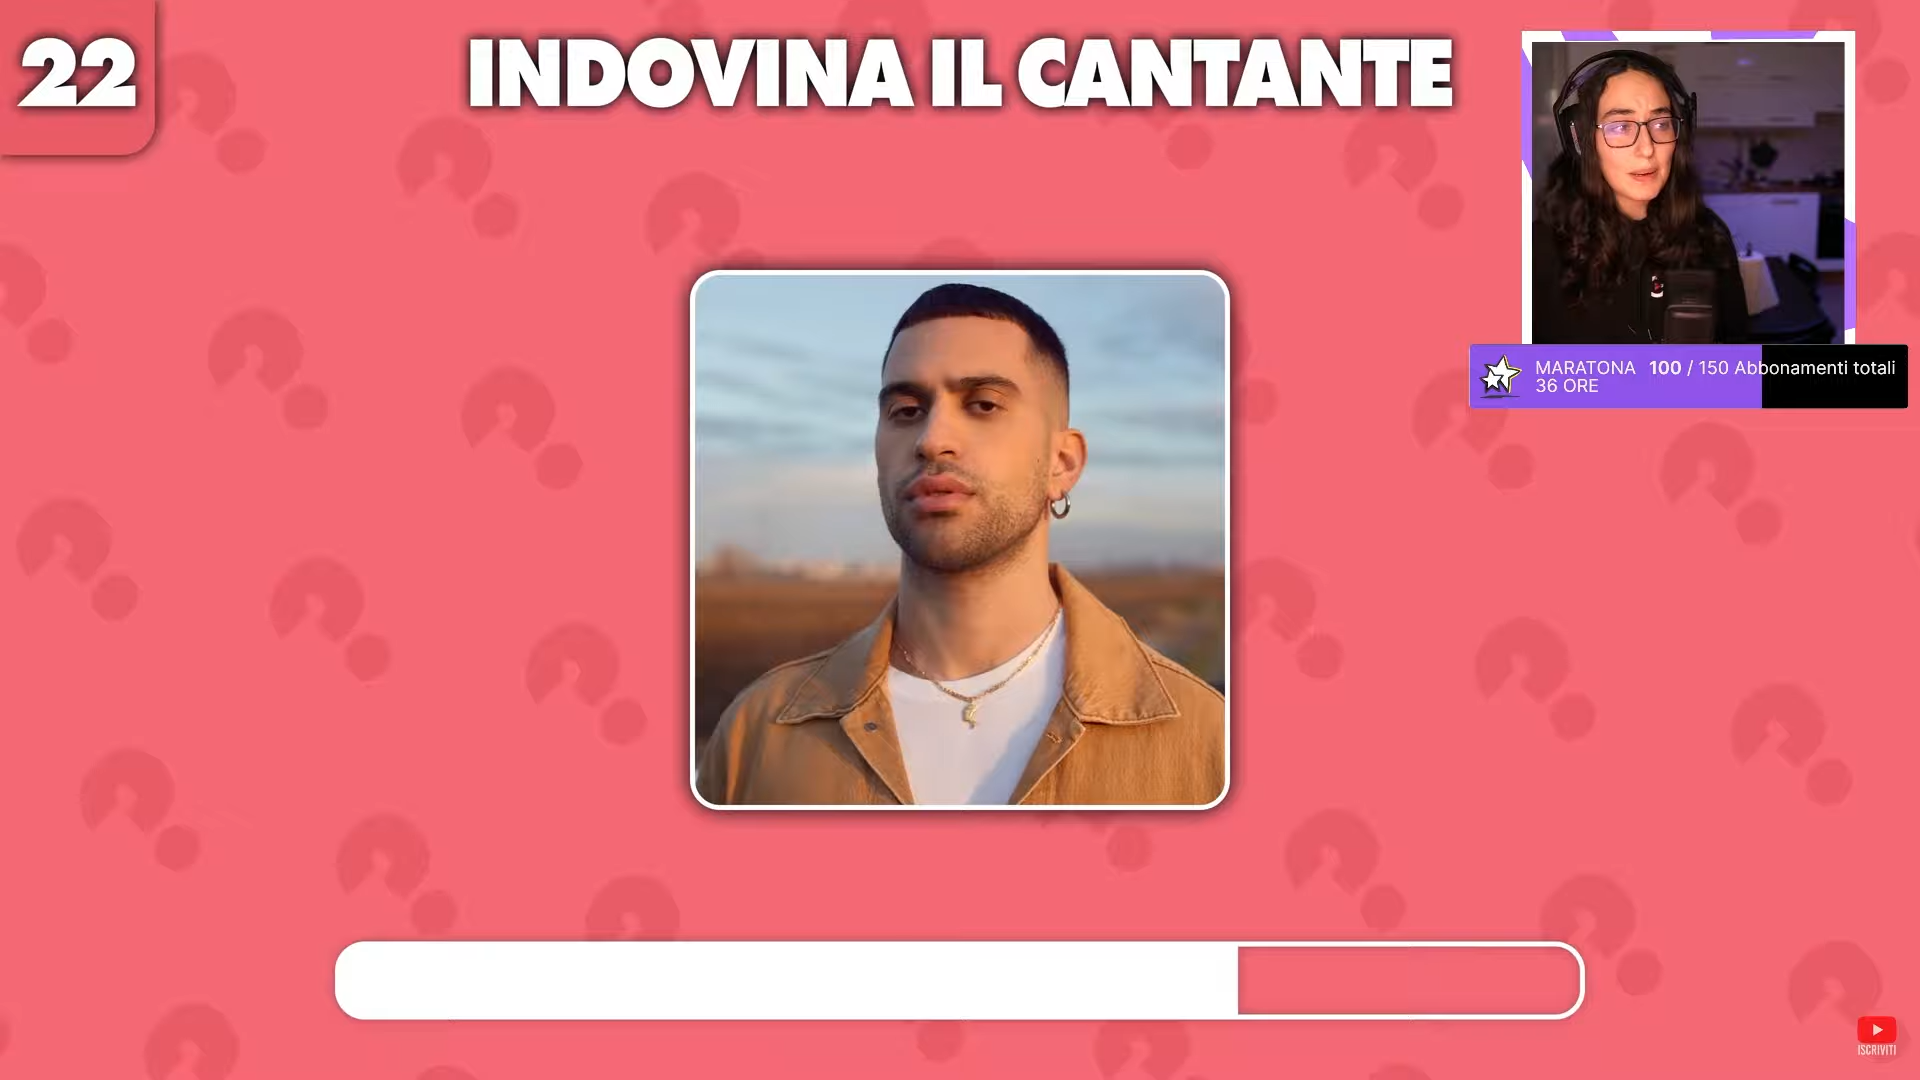 22
INDOVINA IL CANTANTE
MARATONA 100 / 150 Abbonamenti totali
36 ORE
ISCRIVITI